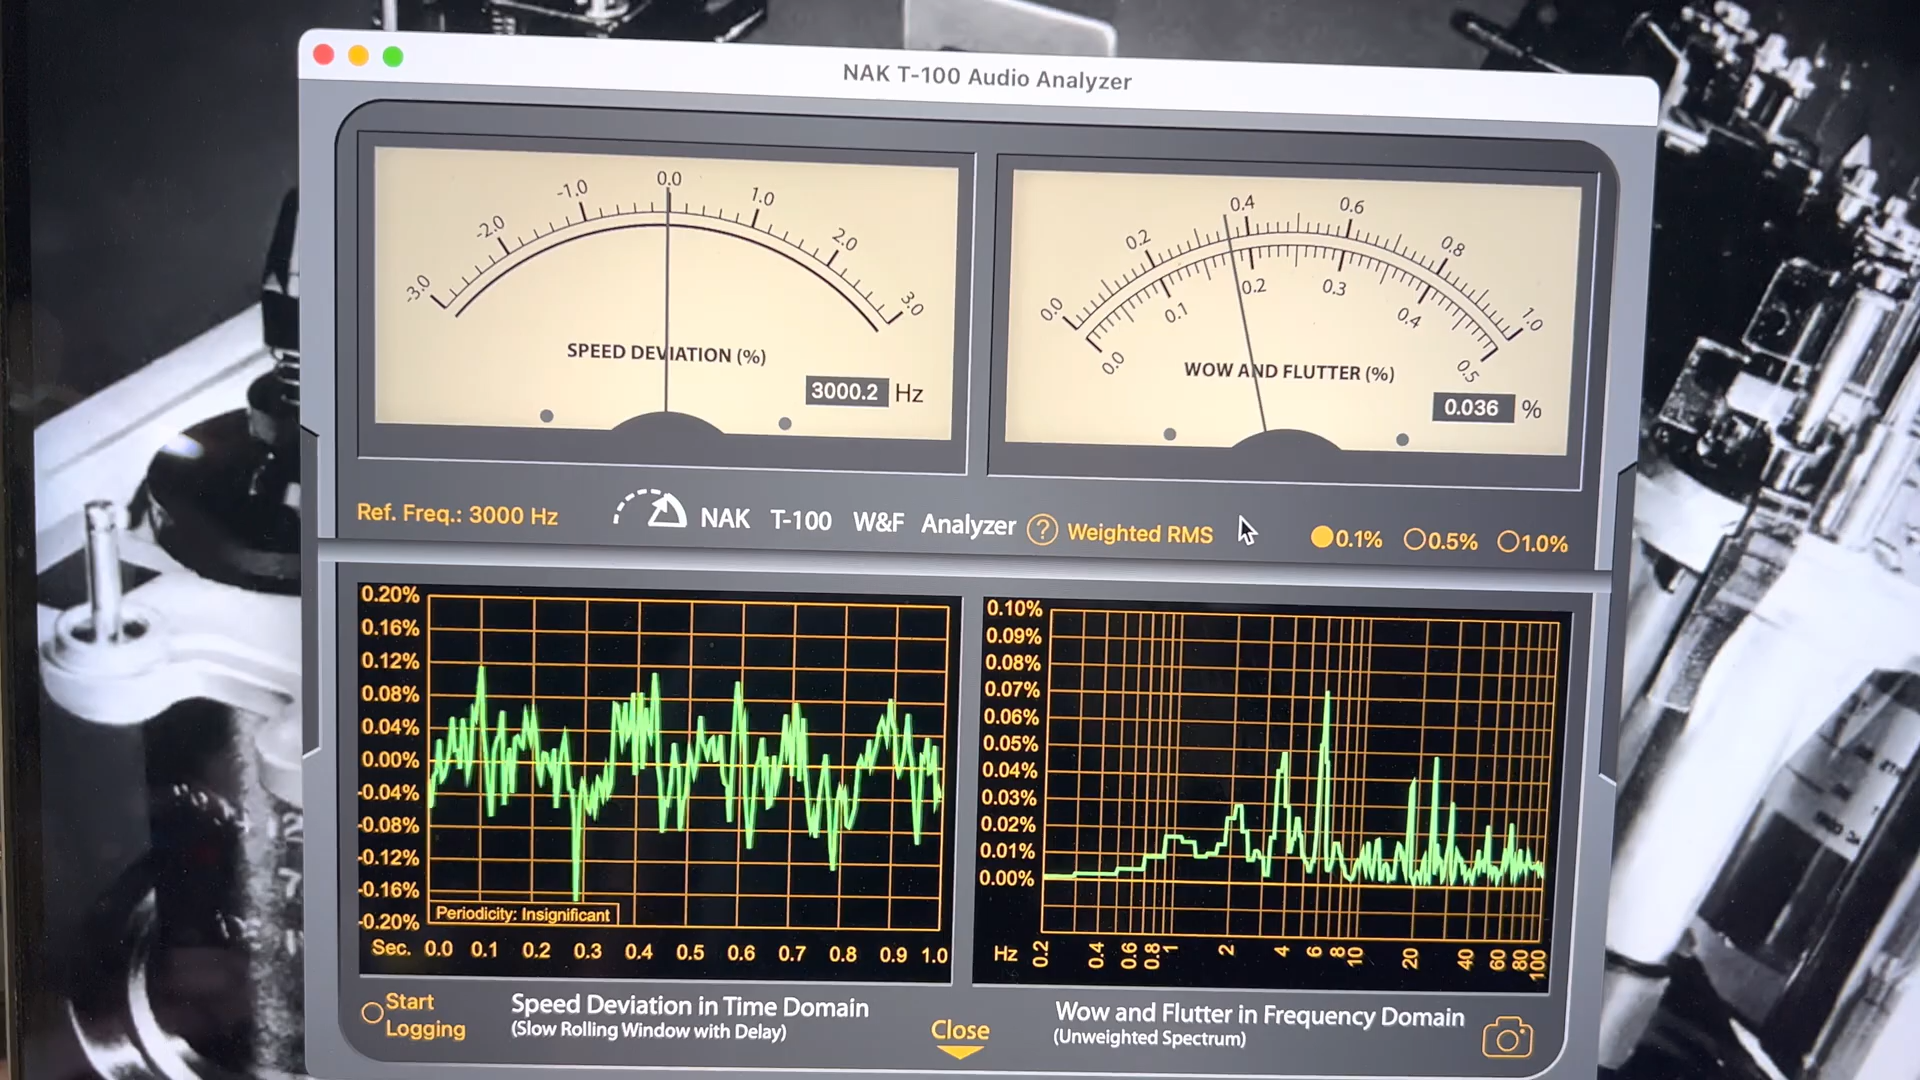 NAK T-100 Audio Analyzer
-3.0 -2.0 -1.0 0.0 1.0 2.0 3.0
SPEED DEVIATION (%)
3000.2 Hz
0.0 0.2 0.4 0.6 0.8 1.0
0.0 0.1 0.2 0.3 0.4 0.5
WOW AND FLUTTER (%)
0.036 %
Ref. Freq.: 3000 Hz
NAK T-100 W&F Analyzer
? Weighted RMS
0.1% 0.5% 1.0%
0.20%
0.16%
0.12%
0.08%
0.04%
0.00%
-0.04%
-0.08%
-0.12%
-0.16%
-0.20%
Periodicity: Insignificant
Sec. 0.0 0.1 0.2 0.3 0.4 0.5 0.6 0.7 0.8 0.9 1.0
0.10%
0.09%
0.08%
0.07%
0.06%
0.05%
0.04%
0.03%
0.02%
0.01%
0.00%
Hz 0.2 0.4 0.6 0.8 1 2 4 6 8 10 20 40 60 80 100
Start
Logging
Speed Deviation in Time Domain
(Slow Rolling Window with Delay)
Close
Wow and Flutter in Frequency Domain
(Unweighted Spectrum)